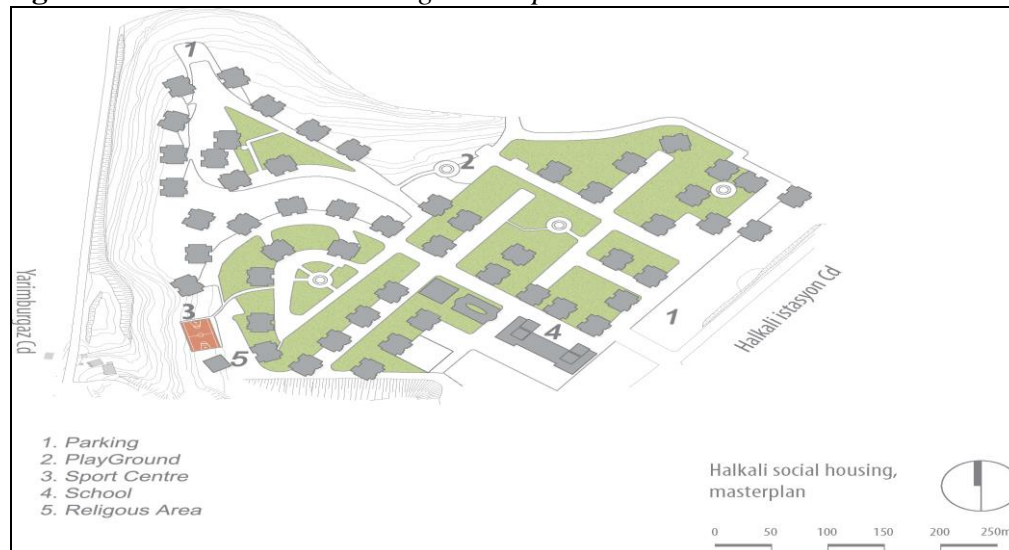 1
2
Yarimburgaz Cd
3
5
4
1
Halkali istasyon Cd
1. Parking
2. PlayGround
3. Sport Centre
4. School
5. Religous Area
Halkali social housing,
masterplan
0 50 100 150 200 250m